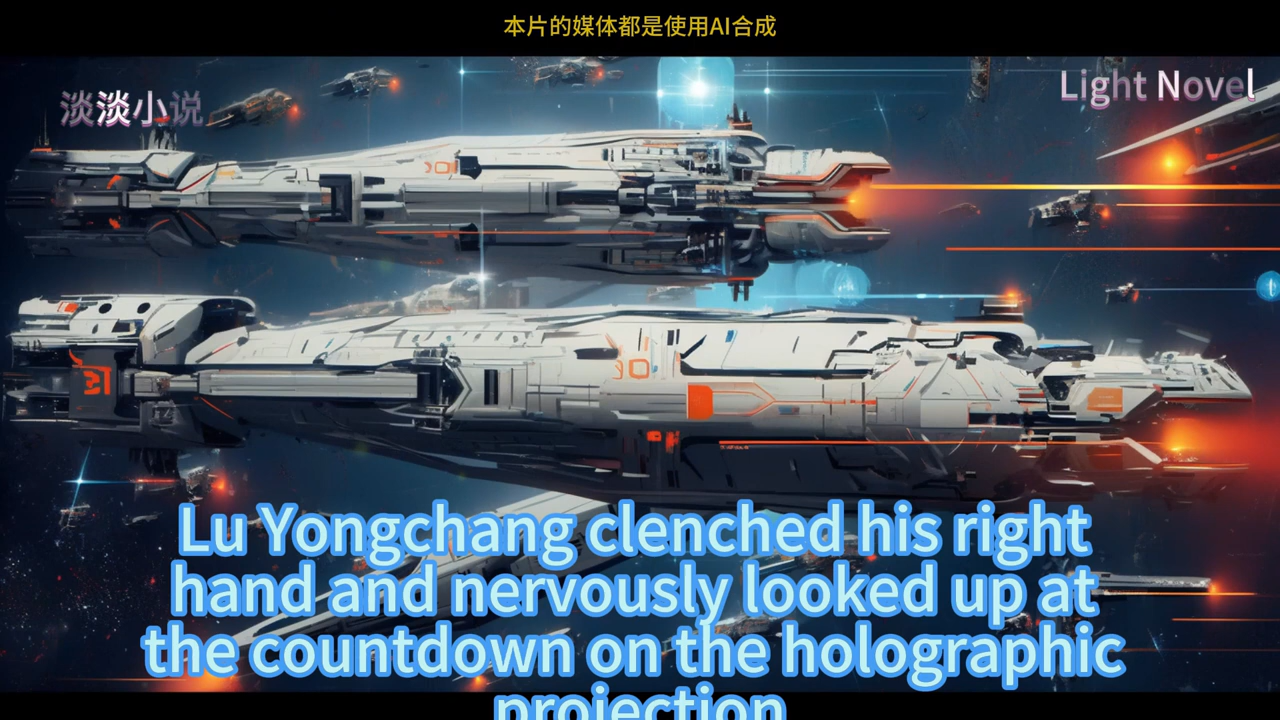 本片的媒体都是使用AI合成
淡淡小说
Light Novel
Lu Yongchang clenched his right
hand and nervously looked up at
the countdown on the holographic
projection